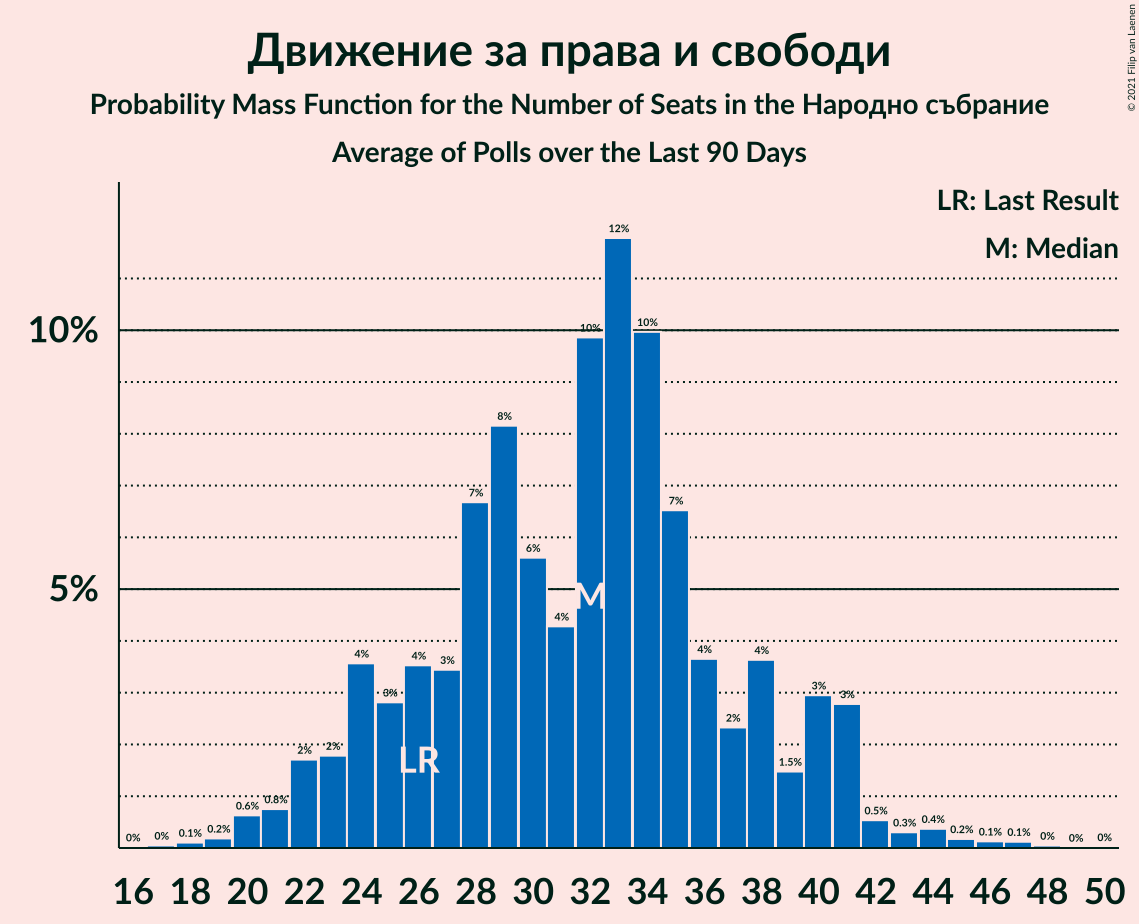 © 2021 Filip van Laenen
Движение за права и свободи
Probability Mass Function for the Number of Seats in the Народно събрание
Average of Polls over the Last 90 Days
LR: Last Result
M: Median
12%
10%
10% 10%
8%
7% 7%
6%
5%
M
4%
4% 4% 3% 4% 4%
3% 3% 3%
2% 2% LR 2% 1.5%
0% 0% 0.1% 0.2% 0.6% 0.8% 0.5% 0.3% 0.4% 0.2% 0.1% 0.1% 0% 0% 0%
16 18 20 22 24 26 28 30 32 34 36 38 40 42 44 46 48 50